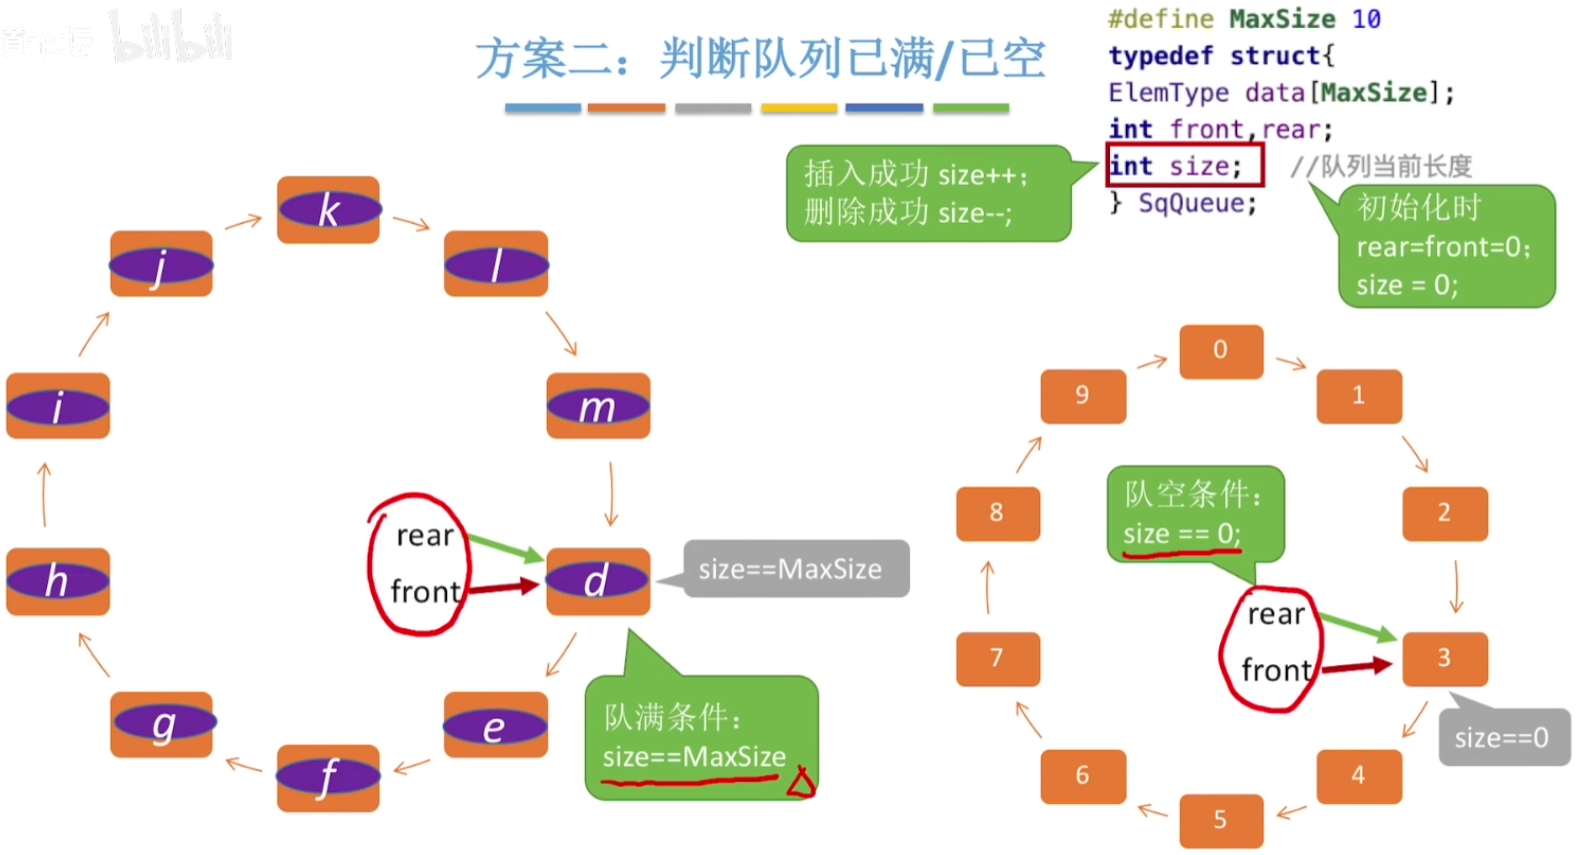 bilibili
方案二：判断队列已满/已空
#define MaxSize 10
typedef struct{
ElemType data[MaxSize];
int front,rear;
int size; //队列当前长度
} SqQueue;
插入成功 size++；
删除成功 size--;
初始化时
rear=front=0；
size = 0;
k
j
l
i
m
h
d
g
e
f
rear
front
size==MaxSize
队满条件：
size==MaxSize
0
9
1
8
2
7
3
6
4
5
队空条件：
size == 0;
rear
front
size==0